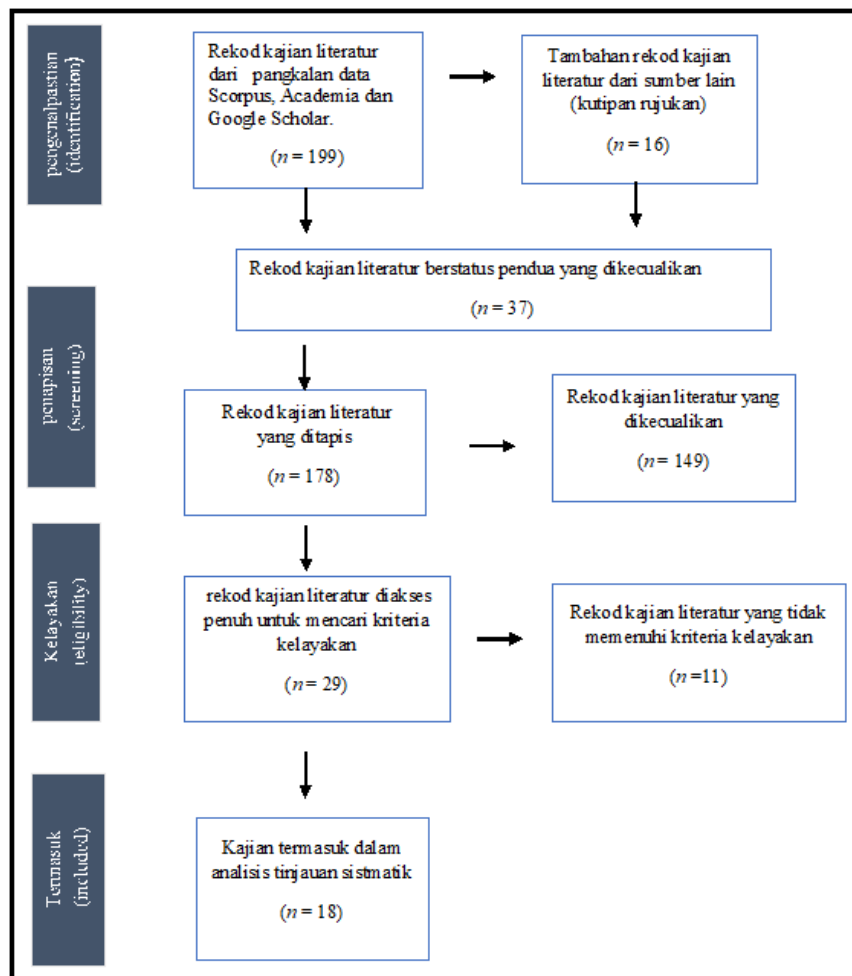 pengenalpastian
(identification)
Rekod kajian literatur
dari pangkalan data
Scorpus, Academia dan
Google Scholar.
(n = 199)
Tambahan rekod kajian
literatur dari sumber lain
(kutipan rujukan)
(n = 16)
Rekod kajian literatur berstatus pendua yang dikecualikan
(n = 37)
penapisan
(screening)
Rekod kajian literatur
yang ditapis
(n = 178)
Rekod kajian literatur yang
dikecualikan
(n = 149)
Kelayakan
(eligibility)
rekod kajian literatur diakses
penuh untuk mencari kriteria
kelayakan
(n = 29)
Rekod kajian literatur yang tidak
memenuhi kriteria kelayakan
(n =11)
Termasuk
(included)
Kajian termasuk dalam
analisis tinjauan sistmatik
(n = 18)